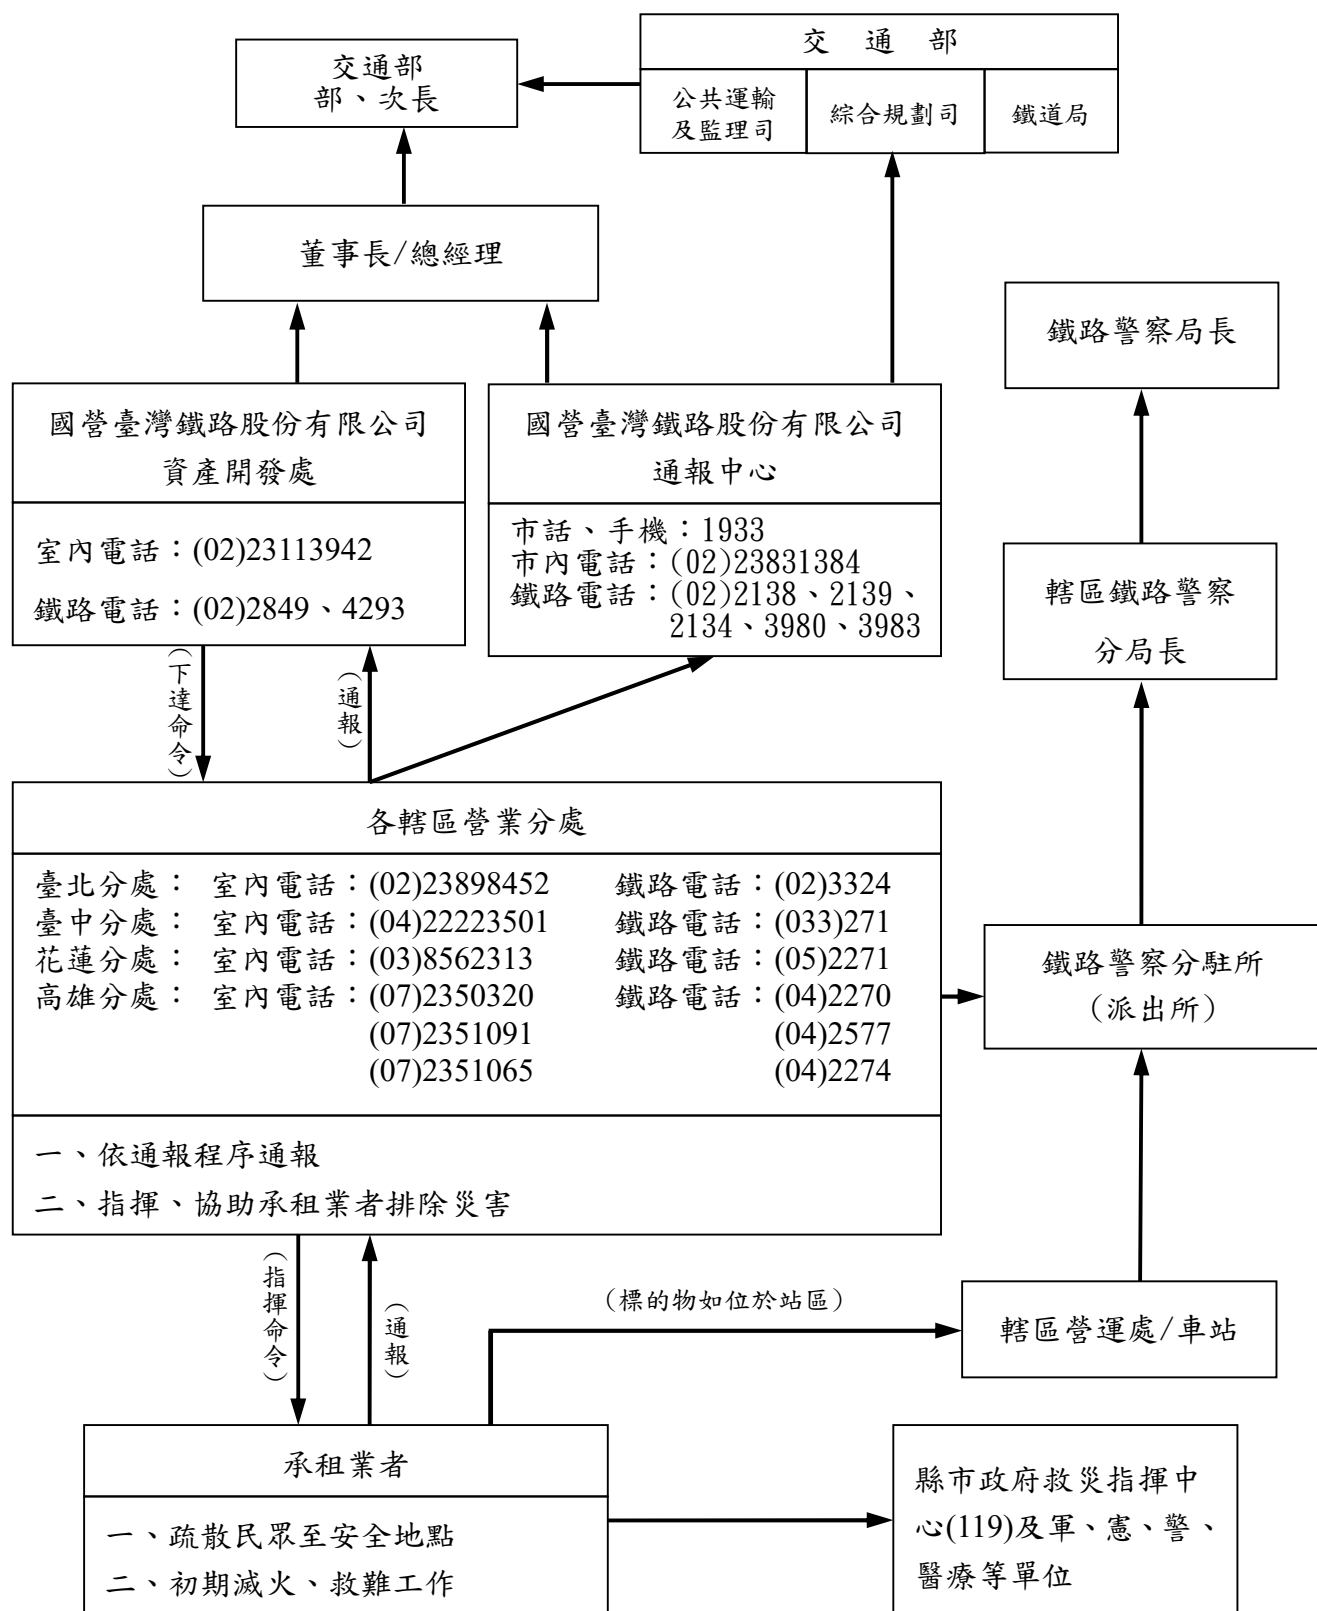 交通部
交通部
部、次長
公共運輸
及監理司
綜合規劃司
鐵道局
董事長/總經理
鐵路警察局長
國營臺灣鐵路股份有限公司
資產開發處
室內電話：(02)23113942
鐵路電話：(02)2849、4293
國營臺灣鐵路股份有限公司
通報中心
市話、手機：1933
市內電話：(02)23831384
鐵路電話：(02)2138、2139、
2134、3980、3983
轄區鐵路警察
分局長
(下達命令)
(通報)
各轄區營業分處
臺北分處： 室內電話：(02)23898452 鐵路電話：(02)3324
臺中分處： 室內電話：(04)22223501 鐵路電話：(033)271
花蓮分處： 室內電話：(03)8562313 鐵路電話：(05)2271
高雄分處： 室內電話：(07)2350320 鐵路電話：(04)2270
(07)2351091 (04)2577
(07)2351065 (04)2274
一、依通報程序通報
二、指揮、協助承租業者排除災害
鐵路警察分駐所
（派出所）
(指揮命令)
(通報)
（標的物如位於站區）
轄區營運處/車站
承租業者
一、疏散民眾至安全地點
二、初期滅火、救難工作
縣市政府救災指揮中
心(119)及軍、憲、警、
醫療等單位